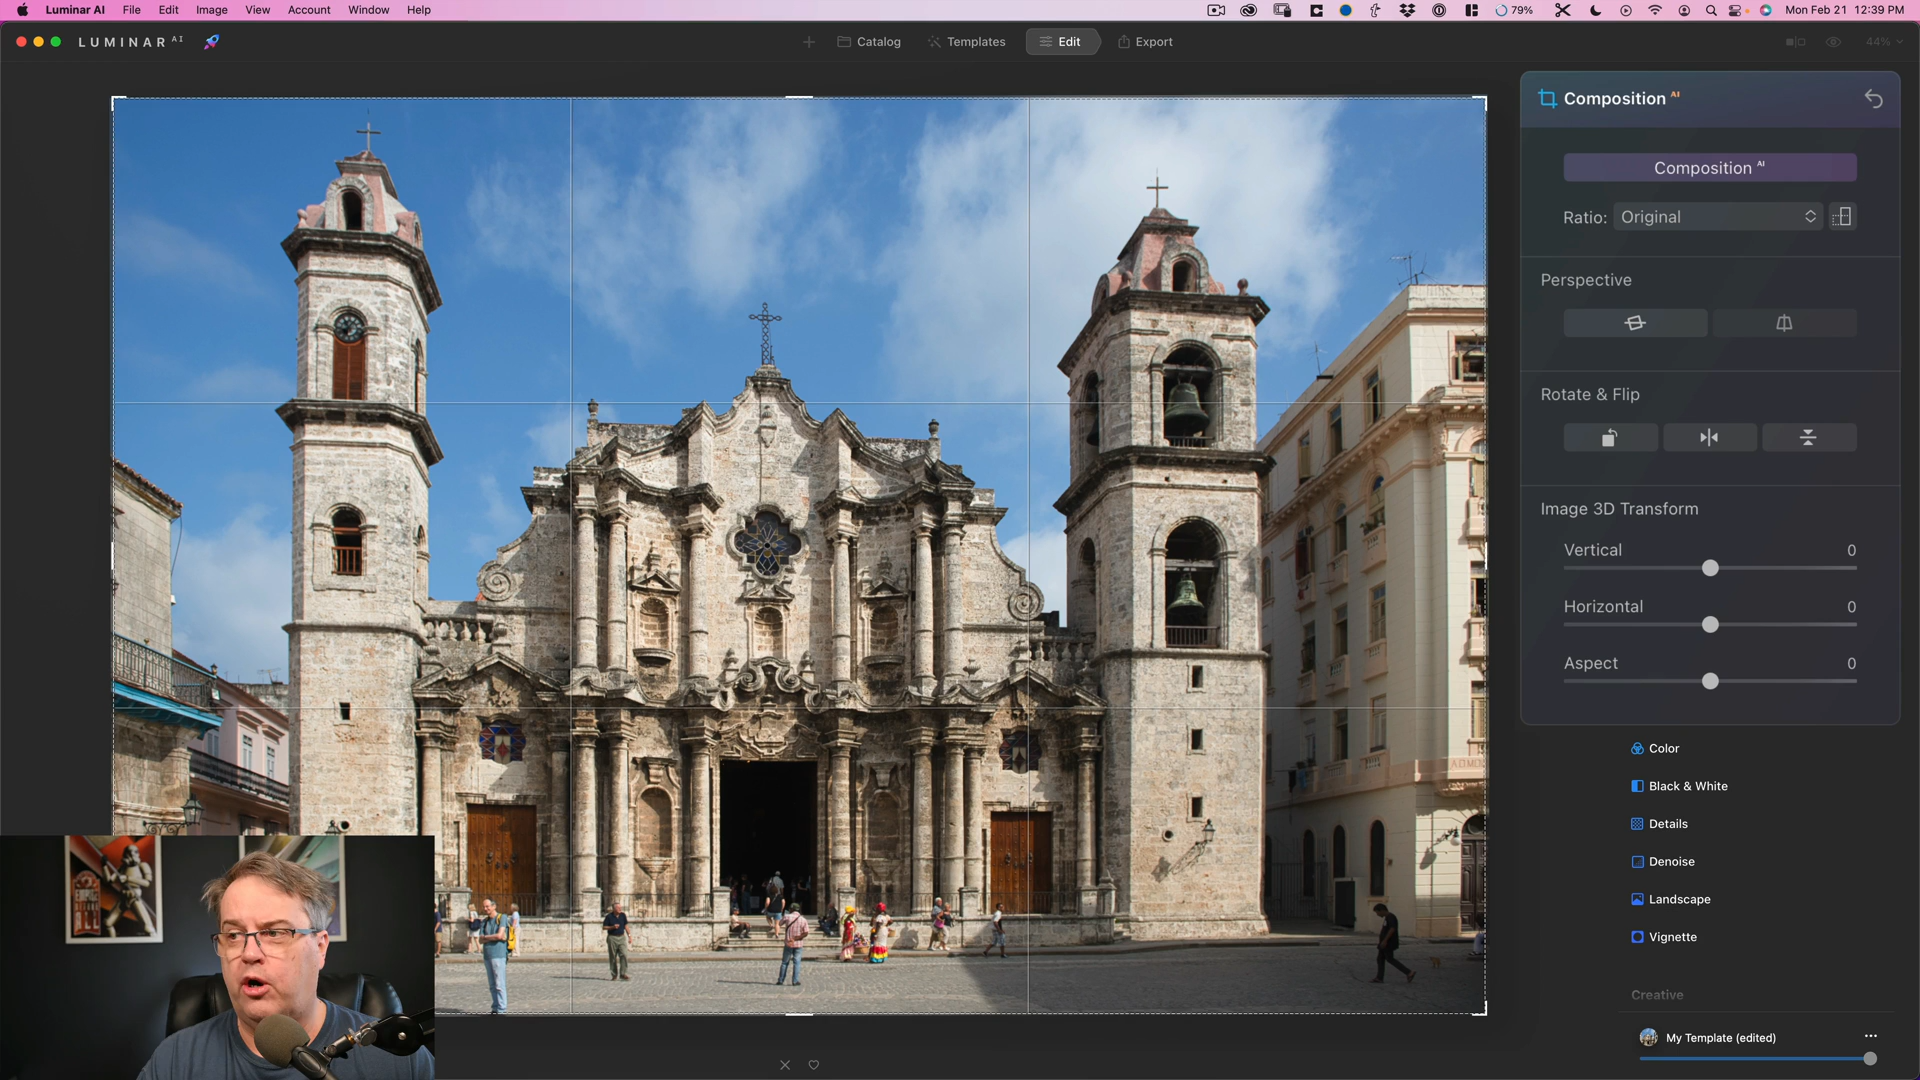 Luminar AI File Edit Image View Account Window Help 79% Mon Feb 21 12:39 PM
LUMINAR AI Catalog Templates Edit Export 44%
Composition AI
Composition AI
Ratio: Original
Perspective
Rotate & Flip
Image 3D Transform
Vertical 0
Horizontal 0
Aspect 0
Color
Black & White
Details
Denoise
Landscape
Vignette
Creative
My Template (edited)